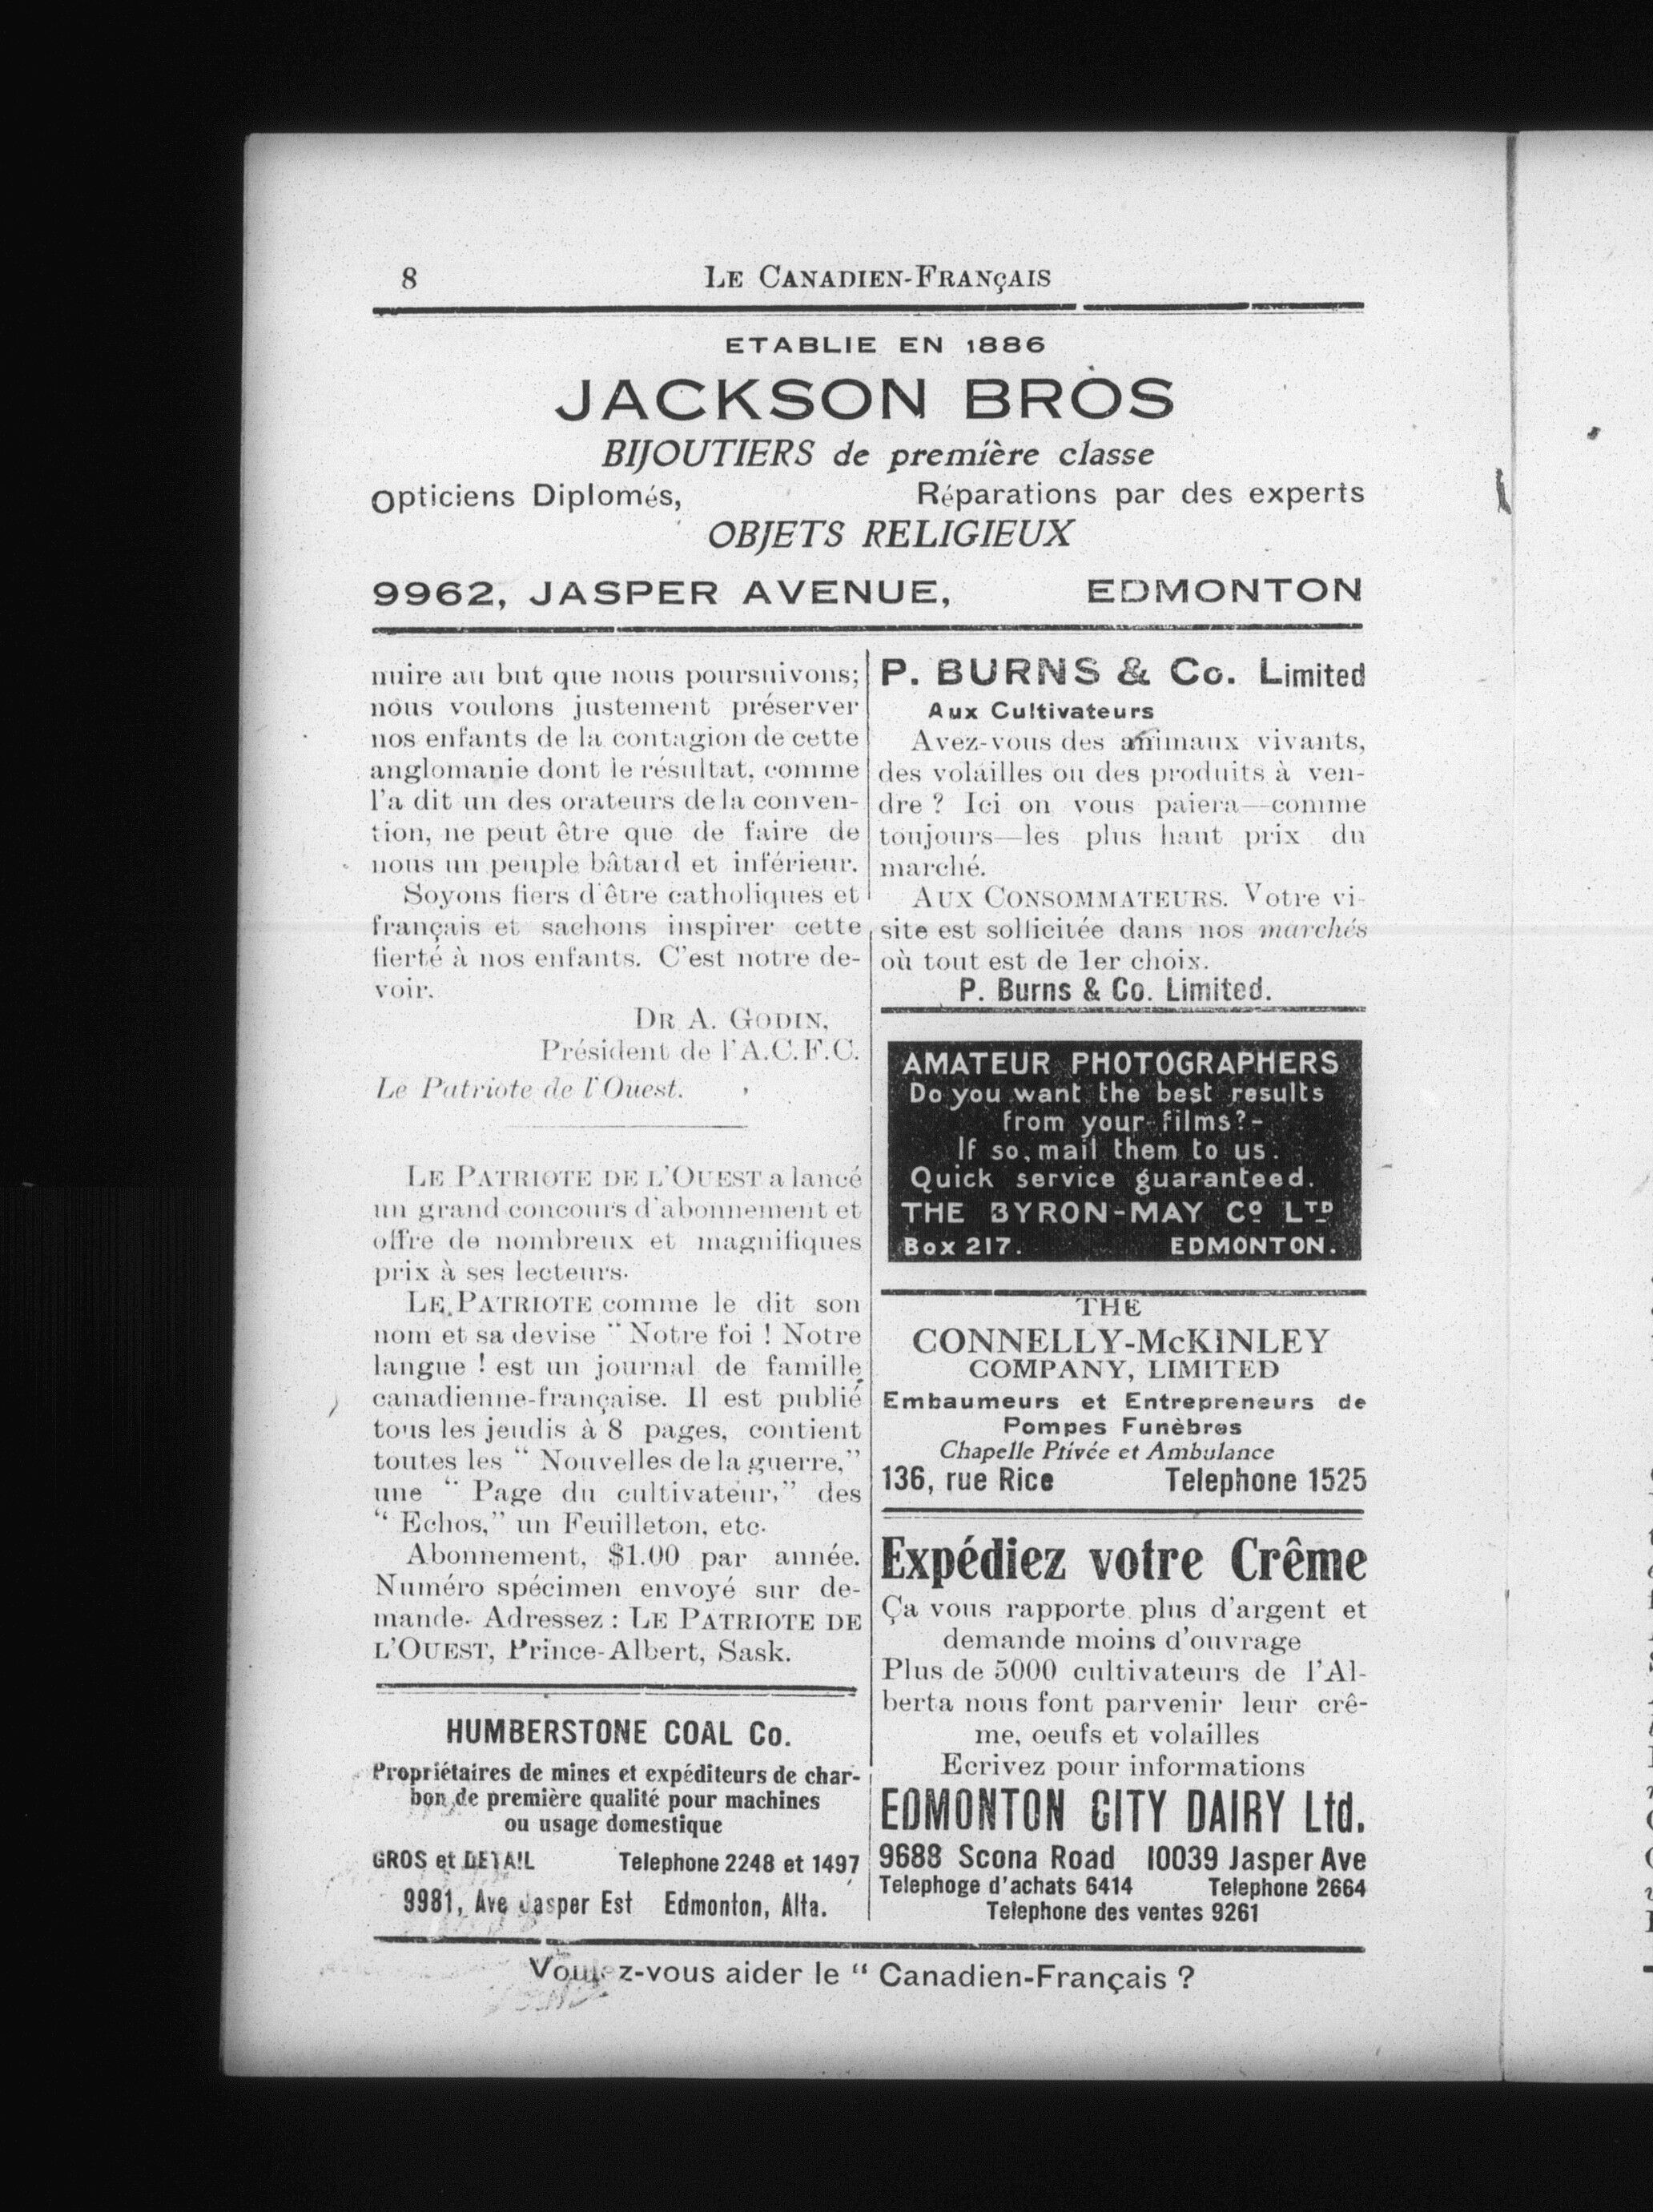 8 LE CANADIEN-FRANÇAIS
ETABLIE EN 1886
JACKSON BROS
BIJOUTIERS de première classe
Opticiens Diplomés, Réparations par des experts
OBJETS RELIGIEUX
9962, JASPER AVENUE, EDMONTON
nuire au but que nous poursuivons;
nous voulons justement préserver
nos enfants de la contagion de cette
anglomanie dont le résultat, comme
l'a dit un des orateurs de la conven-
tion, ne peut être que de faire de
nous un peuple bâtard et inférieur.
Soyons fiers d'être catholiques et
français et sachons inspirer cette
fierté à nos enfants. C'est notre de-
voir.
DR A. GODIN,
Président de l'A.C.F.C.
Le Patriote de l'Ouest.
LE PATRIOTE DE L'OUEST a lancé
un grand concours d'abonnement et
offre de nombreux et magnifiques
prix à ses lecteurs.
LE PATRIOTE comme le dit son
nom et sa devise " Notre foi ! Notre
langue ! est un journal de famille
canadienne-française. Il est publié
tous les jeudis à 8 pages, contient
toutes les " Nouvelles de la guerre,"
une " Page du cultivateur," des
" Echos," un Feuilleton, etc.
Abonnement, $1.00 par année.
Numéro spécimen envoyé sur de-
mande. Adressez : LE PATRIOTE DE
L'OUEST, Prince-Albert, Sask.
HUMBERSTONE COAL Co.
Propriétaires de mines et expéditeurs de char-
bon de première qualité pour machines
ou usage domestique
GROS et DETAIL Telephone 2248 et 1497
9981, Ave Jasper Est Edmonton, Alta.
P. BURNS & Co. Limited
Aux Cultivateurs
Avez-vous des animaux vivants,
des volailles ou des produits à ven-
dre ? Ici on vous paiera—comme
toujours—les plus haut prix du
marché.
AUX CONSOMMATEURS. Votre vi-
site est sollicitée dans nos marchés
où tout est de 1er choix.
P. Burns & Co. Limited.
AMATEUR PHOTOGRAPHERS
Do you want the best results
from your films?-
If so, mail them to us.
Quick service guaranteed.
THE BYRON-MAY Co LTD
Box 217. EDMONTON.
THE
CONNELLY-McKINLEY
COMPANY, LIMITED
Embaumeurs et Entrepreneurs de
Pompes Funèbres
Chapelle Ptivée et Ambulance
136, rue Rice Telephone 1525
Expédiez votre Crême
Ça vous rapporte plus d'argent et
demande moins d'ouvrage
Plus de 5000 cultivateurs de l'Al-
berta nous font parvenir leur crê-
me, oeufs et volailles
Ecrivez pour informations
EDMONTON CITY DAIRY Ltd.
9688 Scona Road 10039 Jasper Ave
Telephoge d'achats 6414 Telephone 2664
Telephone des ventes 9261
Voulez-vous aider le " Canadien-Français ?